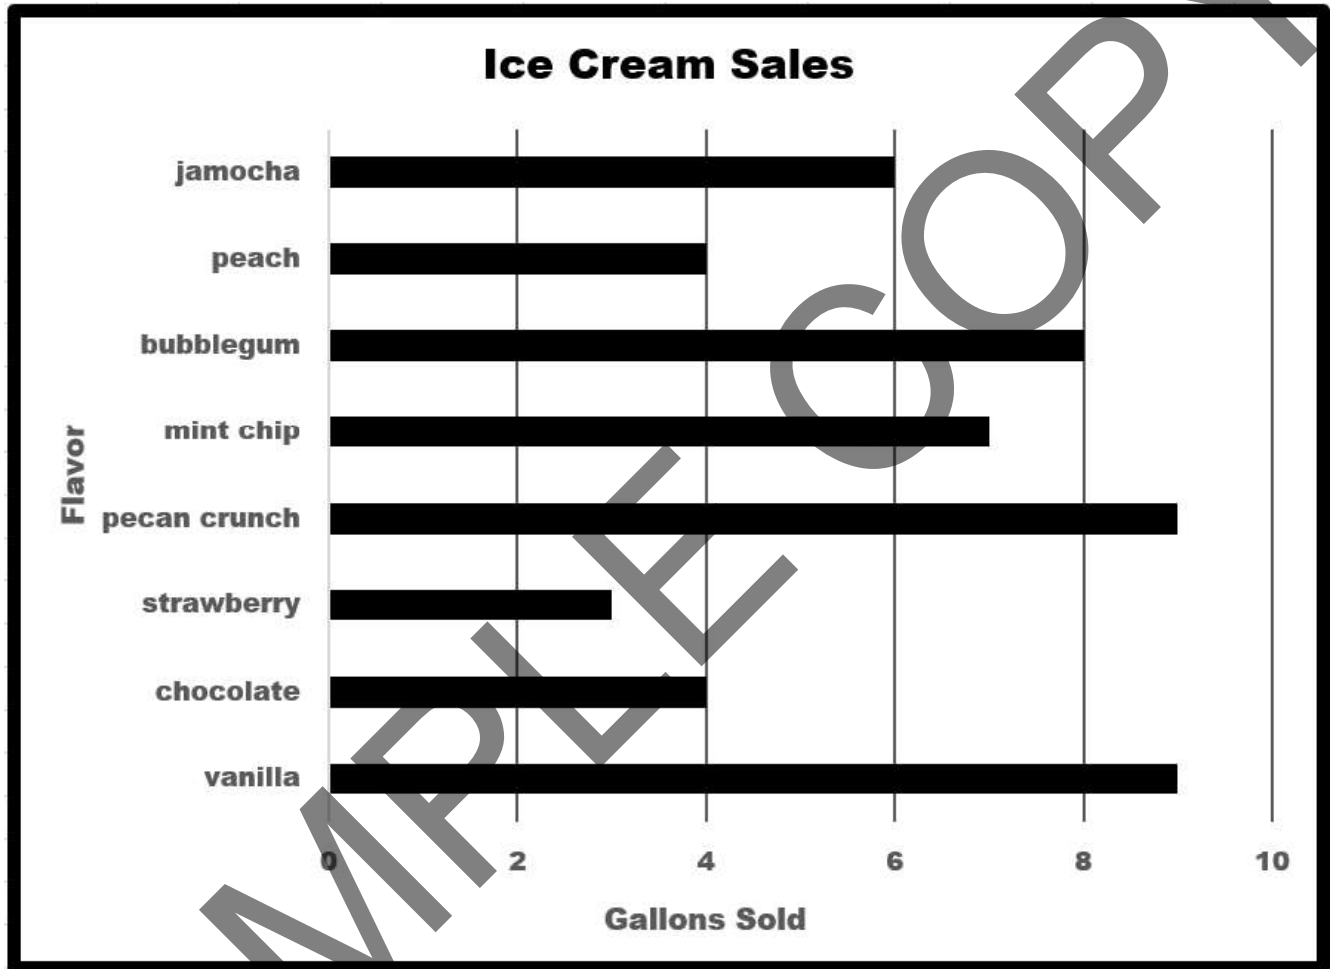 Ice Cream Sales
jamocha
peach
bubblegum
mint chip
Flavor
pecan crunch
strawberry
chocolate
vanilla
0 2 4 6 8 10
Gallons Sold
MPLE COPY